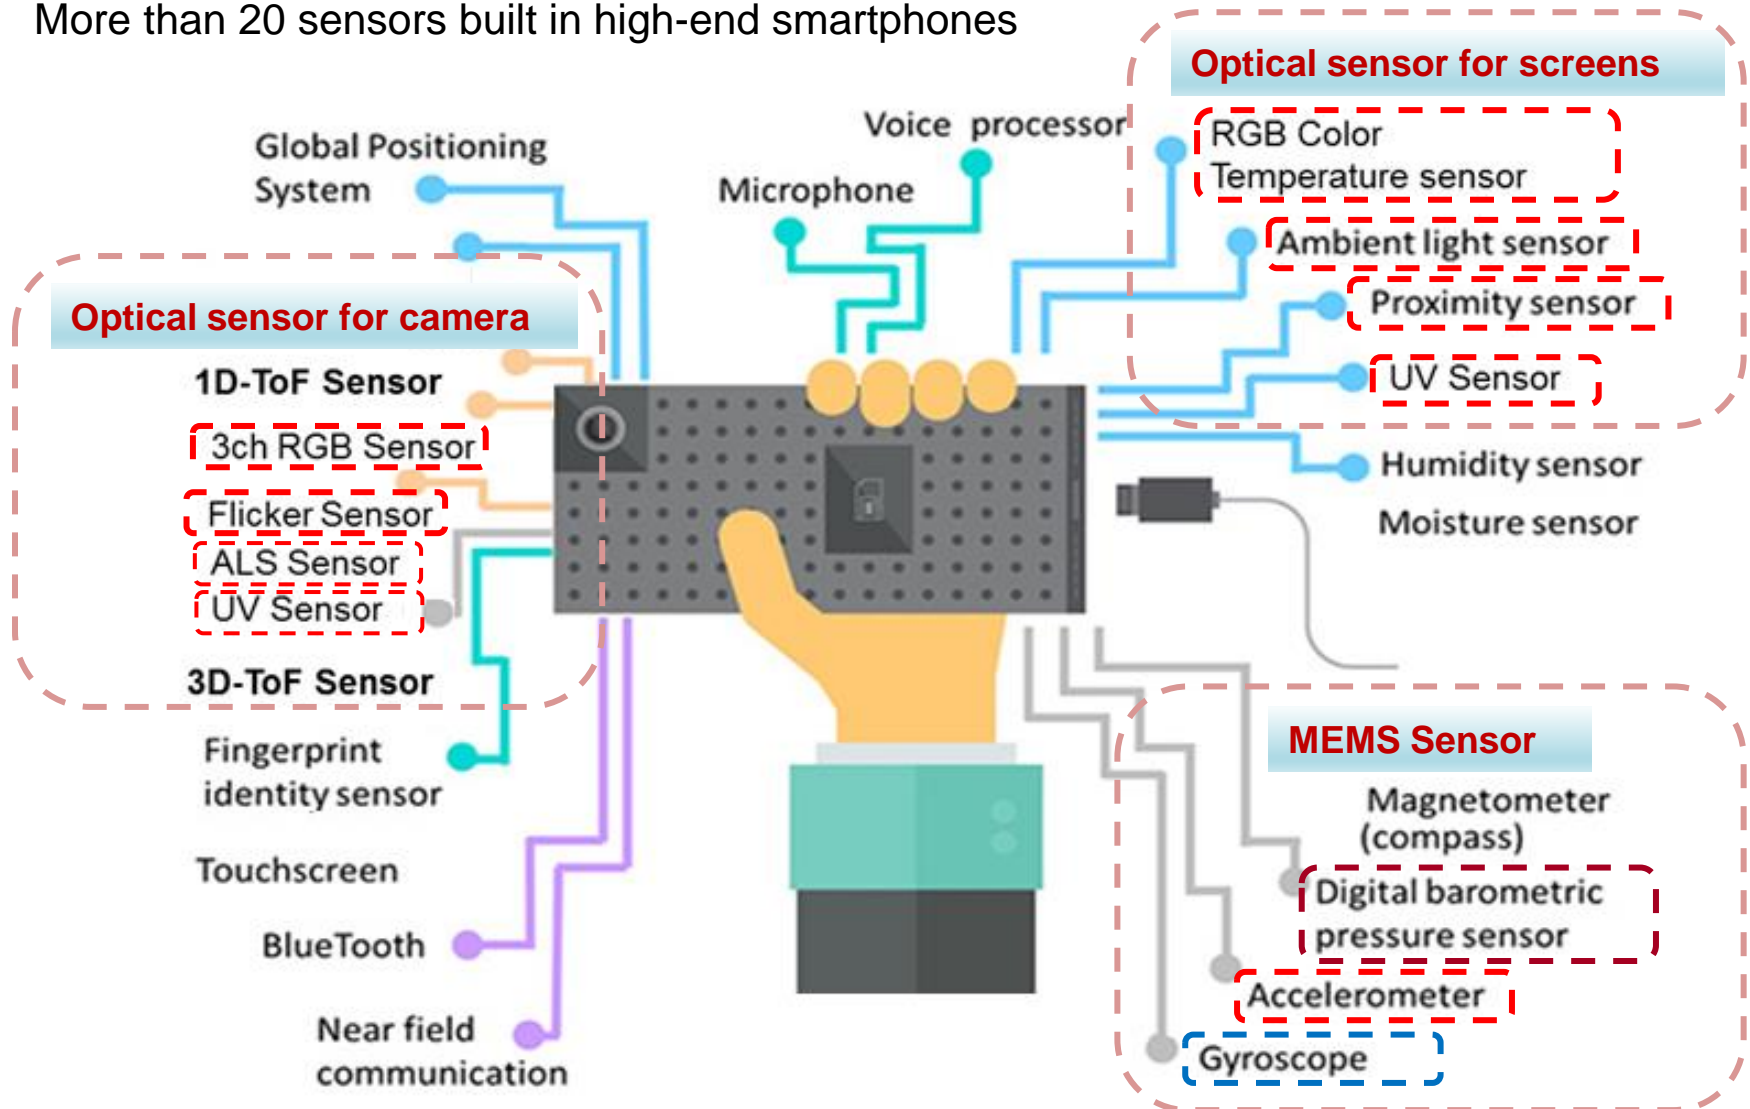 More than 20 sensors built in high-end smartphones
Optical sensor for screens
RGB Color
Temperature sensor
Ambient light sensor
Proximity sensor
UV Sensor
Humidity sensor
Moisture sensor
Voice processor
Microphone
Global Positioning
System
Optical sensor for camera
1D-ToF Sensor
3ch RGB Sensor
Flicker Sensor
ALS Sensor
UV Sensor
3D-ToF Sensor
Fingerprint
identity sensor
Touchscreen
BlueTooth
Near field
communication
MEMS Sensor
Magnetometer
(compass)
Digital barometric
pressure sensor
Accelerometer
Gyroscope